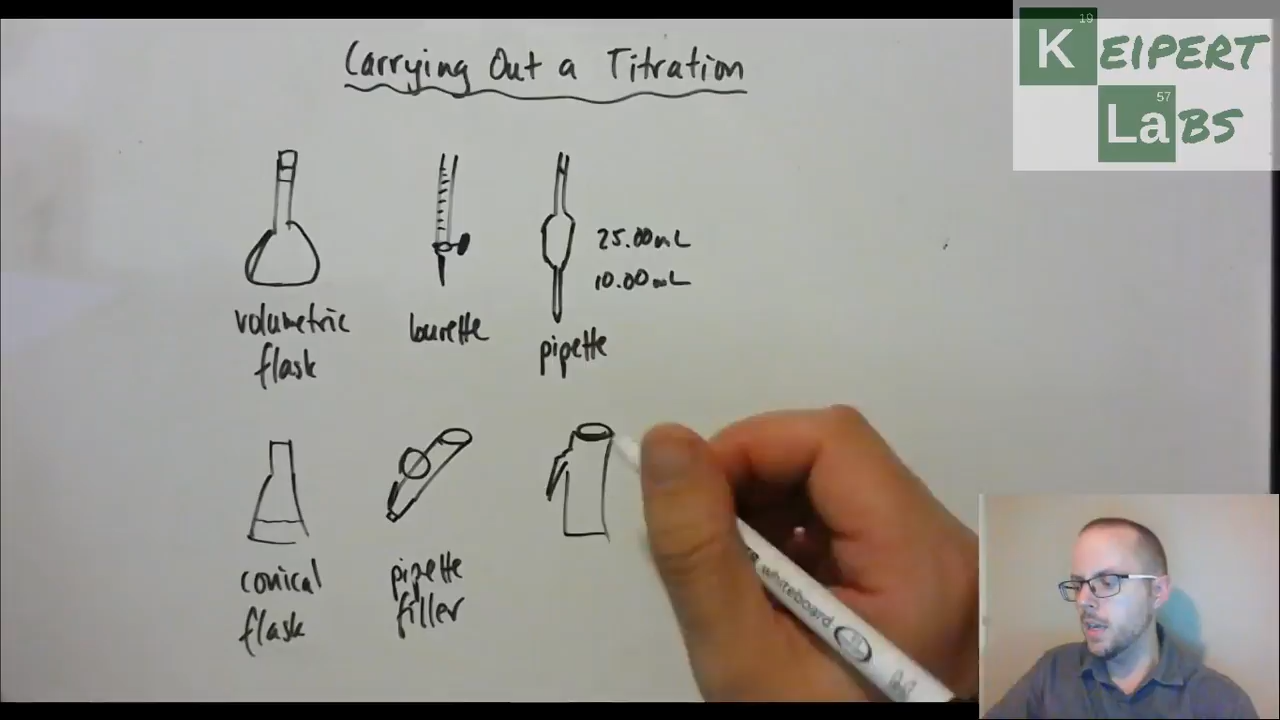 Carrying Out a Titration
19
KEIPERT
57
LaBS
25.00mL
10.00mL
volumetric
flask
burette
pipette
conical
flask
pipette
filler
whiteboard